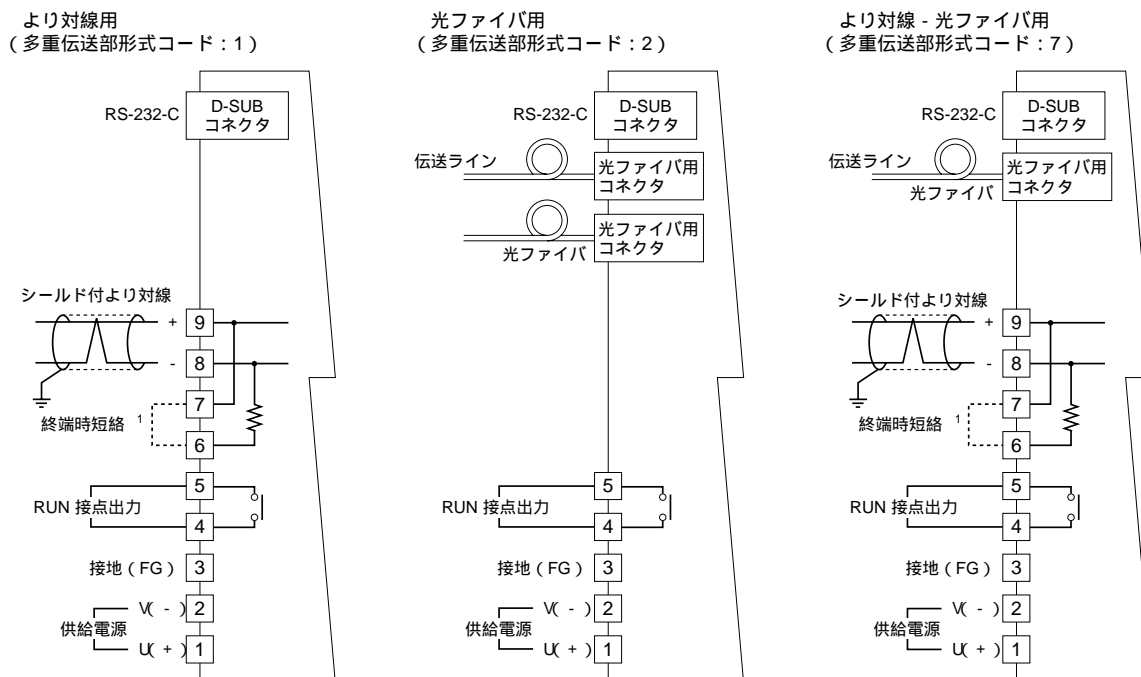 より対線用
( 多重伝送部形式コード : 1 )
RS-232-C
D-SUB
コネクタ
シールド付より対線
+
9
-
8
7
終端時短絡 1
6
5
RUN 接点出力
4
接地 ( FG )
3
V( - )
2
供給電源
U( + )
1
光ファイバ用
( 多重伝送部形式コード : 2 )
RS-232-C
D-SUB
コネクタ
伝送ライン
光ファイバ用
コネクタ
光ファイバ用
コネクタ
光ファイバ
5
RUN 接点出力
4
接地 ( FG )
3
V( - )
2
供給電源
U( + )
1
より対線 - 光ファイバ用
( 多重伝送部形式コード : 7 )
RS-232-C
D-SUB
コネクタ
伝送ライン
光ファイバ用
コネクタ
光ファイバ
シールド付より対線
+
9
-
8
7
終端時短絡 1
6
5
RUN 接点出力
4
接地 ( FG )
3
V( - )
2
供給電源
U( + )
1